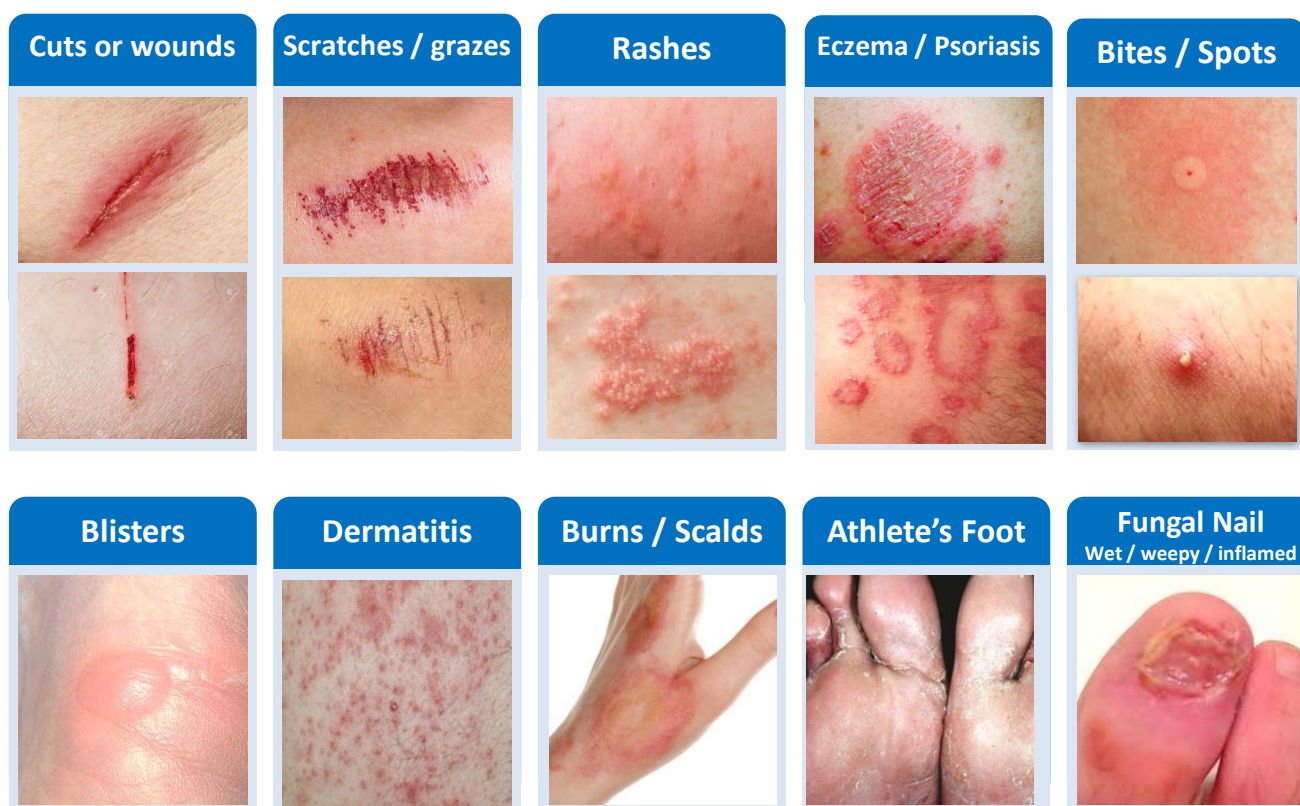 Cuts or wounds
Scratches / grazes
Rashes
Eczema / Psoriasis
Bites / Spots
Blisters
Dermatitis
Burns / Scalds
Athlete’s Foot
Fungal Nail
Wet / weepy / inflamed